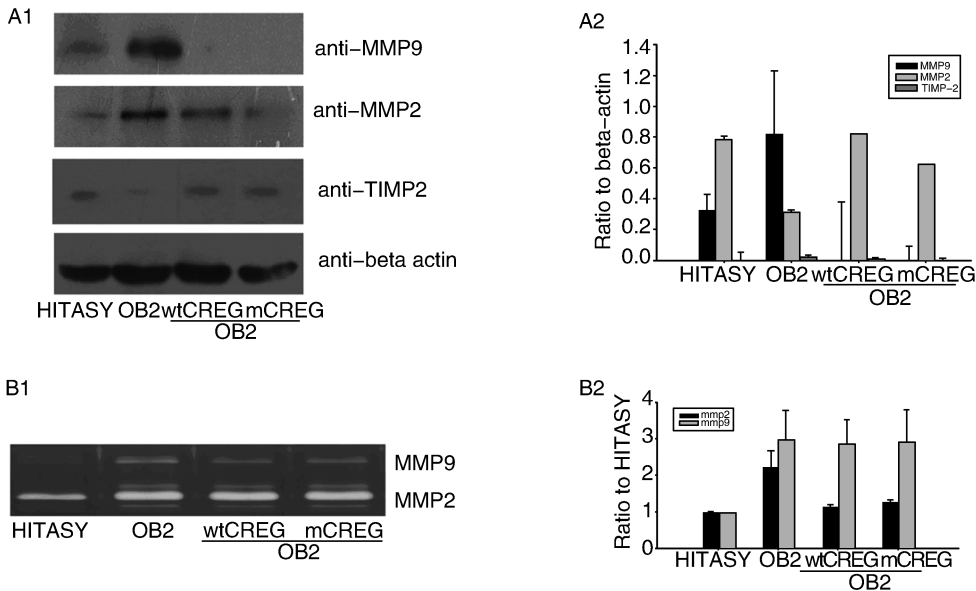 A1
anti–MMP9
anti–MMP2
anti–TIMP2
anti–beta actin
HITASY OB2 wtCREG mCREG
OB2
A2
Ratio to beta–actin
1.4
1.2
1.0
0.8
0.6
0.4
0.2
0.0
MMP9
MMP2
TIMP–2
HITASY OB2 wtCREG mCREG
OB2
B1
MMP9
MMP2
HITASY OB2 wtCREG mCREG
OB2
B2
Ratio to HITASY
4
3
2
1
0
mmp2
mmp9
HITASY OB2 wtCREG mCREG
OB2